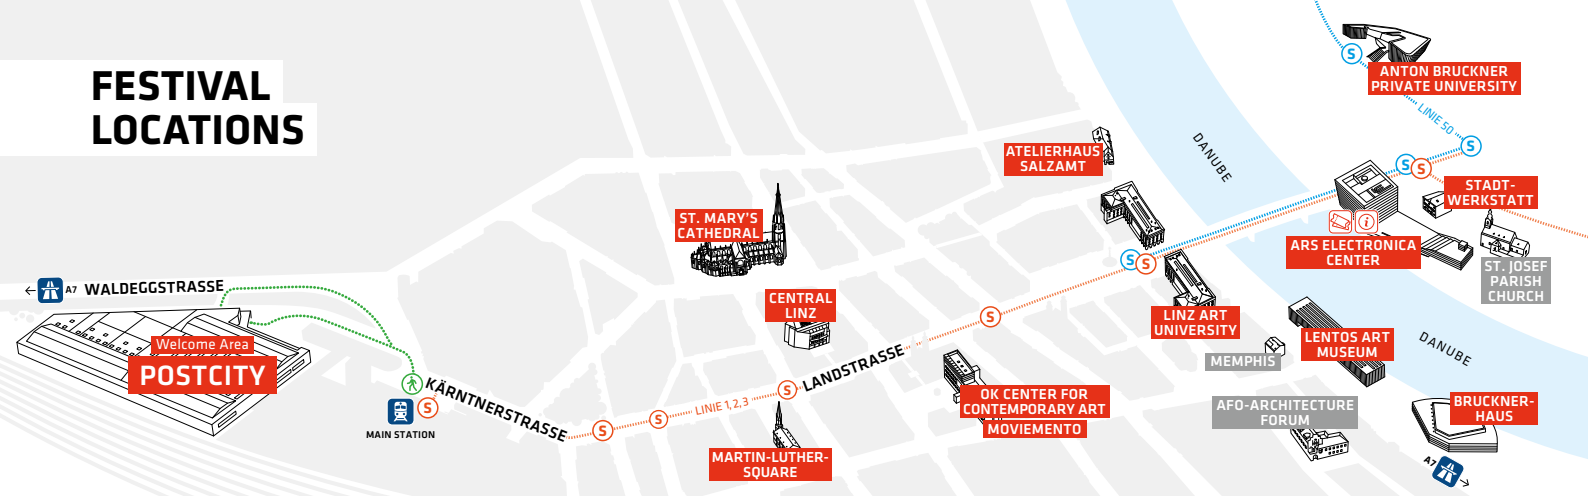 FESTIVAL
LOCATIONS
A7 WALDEGGSTRASSE
Welcome Area
POSTCITY
MAIN STATION
S
KÄRNTNERSTRASSE
S
S
LINIE 1, 2, 3
S
LANDSTRASSE
S
ST. MARY'S
CATHEDRAL
CENTRAL
LINZ
MARTIN-LUTHER-
SQUARE
OK CENTER FOR
CONTEMPORARY ART
MOVIEMENTO
ATELIERHAUS
SALZAMT
S
S
LINZ ART
UNIVERSITY
DANUBE
S
ANTON BRUCKNER
PRIVATE UNIVERSITY
LINIE 50
S
S
S
STADT-
WERKSTATT
i
ARS ELECTRONICA
CENTER
ST. JOSEF
PARISH
CHURCH
MEMPHIS
LENTOS ART
MUSEUM
DANUBE
AFO-ARCHITECTURE
FORUM
BRUCKNER-
HAUS
A7